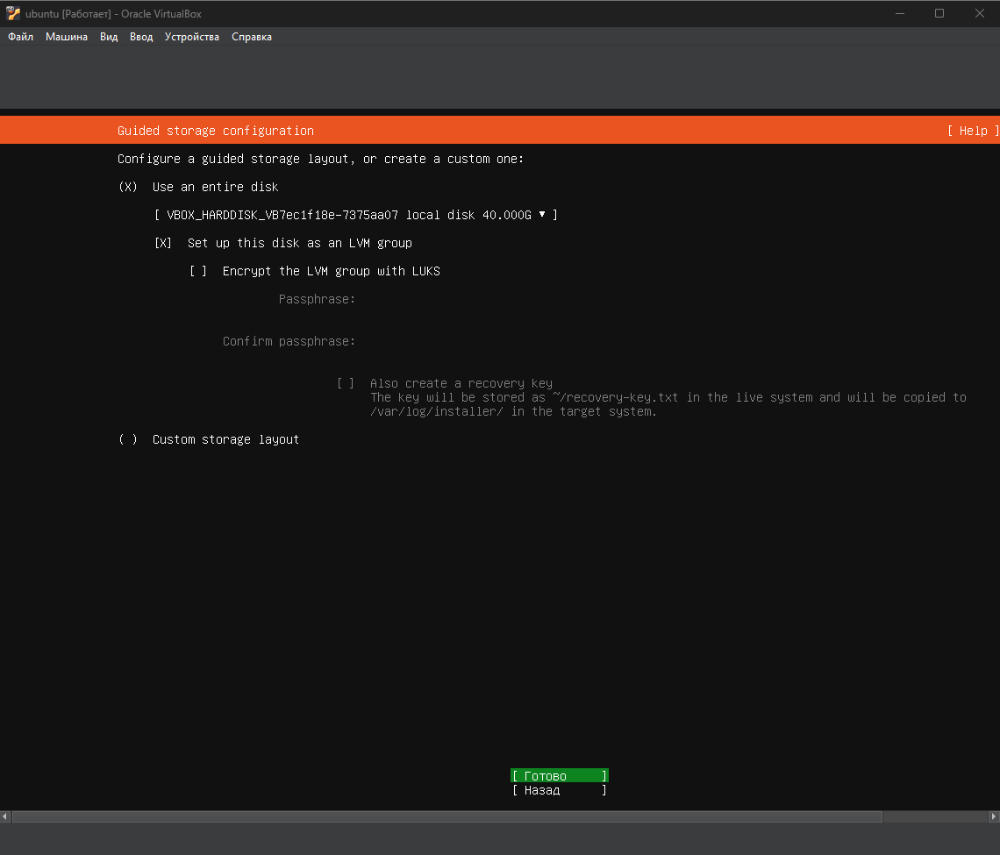 ubuntu [Работает] - Oracle VirtualBox
Файл Машина Вид Ввод Устройства Справка
Guided storage configuration [ Help ]
Configure a guided storage layout, or create a custom one:
(X) Use an entire disk
[ VBOX_HARDDISK_VB7ec1f18e-7375aa07 local disk 40.000G ▾ ]
[X] Set up this disk as an LVM group
[ ] Encrypt the LVM group with LUKS
Passphrase:
Confirm passphrase:
[ ] Also create a recovery key
The key will be stored as ~/recovery-key.txt in the live system and will be copied to
/var/log/installer/ in the target system.
( ) Custom storage layout
[ Готово ]
[ Назад ]